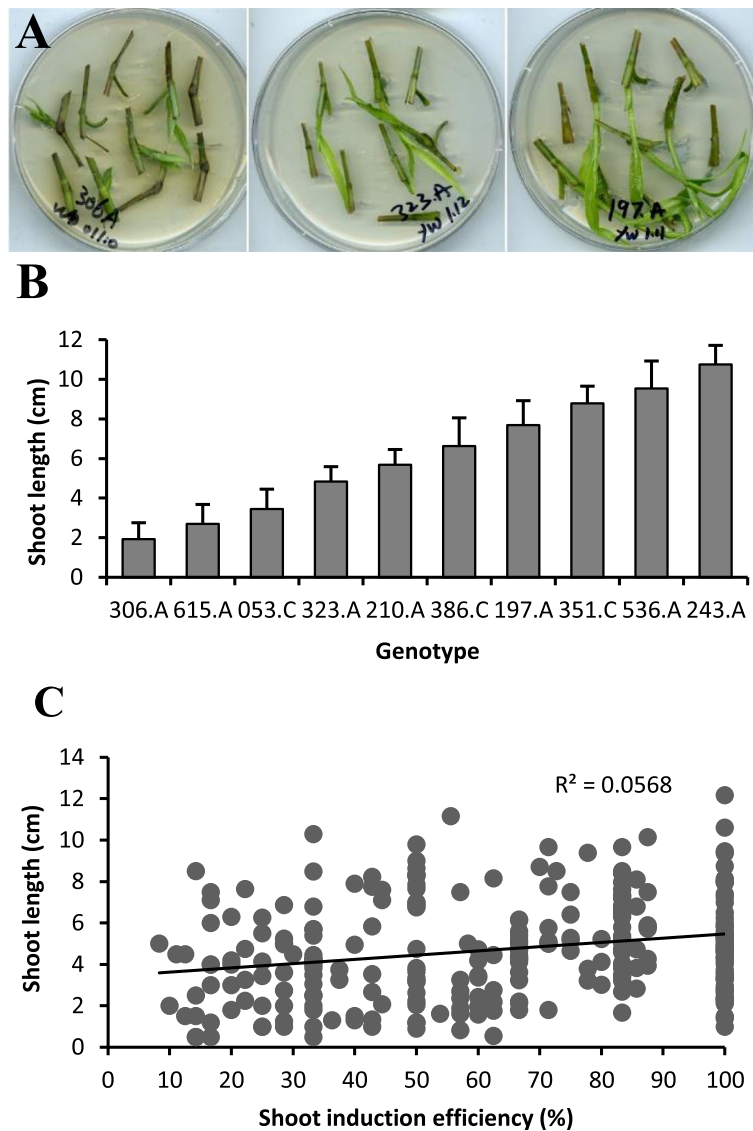 A
306A
323.A
YW 1.12
197.A
YW 1.01
B
12
10
8
6
4
2
0
Shoot length (cm)
306.A 615.A 053.C 323.A 210.A 386.C 197.A 351.C 536.A 243.A
Genotype
C
14
12
10
8
6
4
2
0
Shoot length (cm)
R² = 0.0568
0 10 20 30 40 50 60 70 80 90 100
Shoot induction efficiency (%)